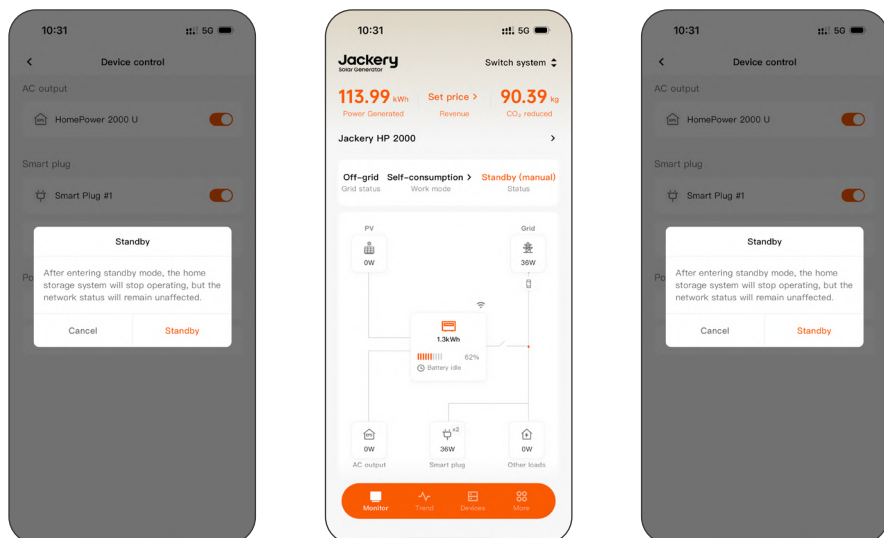 10:31
5G
Device control
AC output
HomePower 2000 U
Smart plug
Smart Plug #1
Po
Standby
After entering standby mode, the home
storage system will stop operating, but the
network status will remain unaffected.
Cancel Standby
10:31
5G
Jackery
Solar Generator
Switch system
113.99 kWh Set price > 90.39 kg
Power Generated Revenue CO₂ reduced
Jackery HP 2000 >
Off-grid Self-consumption > Standby (manual)
Grid status Work mode Status
PV Grid
0W 36W
1.3kWh
62%
Battery idle
x2
0W 36W 0W
AC output Smart plug Other loads
Monitor Trend Devices More
10:31
5G
Device control
AC output
HomePower 2000 U
Smart plug
Smart Plug #1
Po
Standby
After entering standby mode, the home
storage system will stop operating, but the
network status will remain unaffected.
Cancel Standby